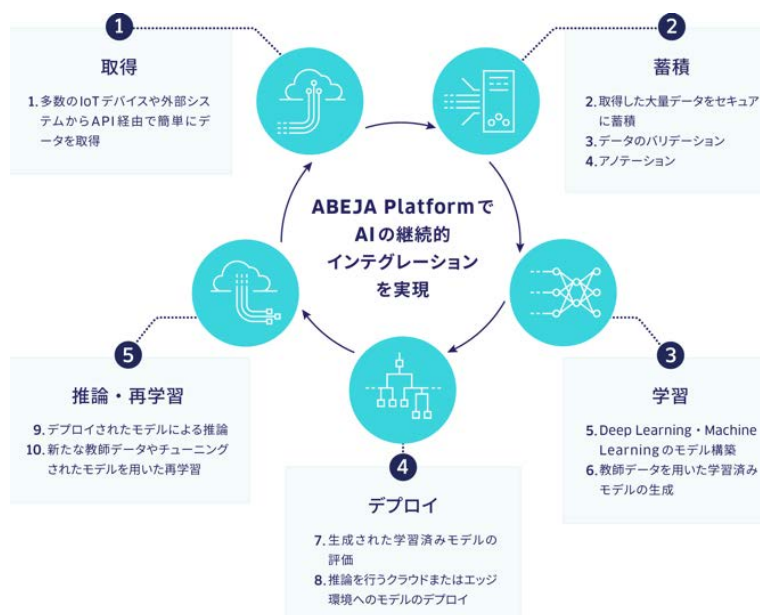 1
取得
1.多数のIoTデバイスや外部シス
テムからAPI経由で簡単にデ
ータを取得
2
蓄積
2.取得した大量データをセキュア
に蓄積
3.データのバリデーション
4.アノテーション
ABEJA Platformで
AIの継続的
インテグレーション
を実現
3
学習
5.Deep Learning・Machine
Learningのモデル構築
6.教師データを用いた学習済み
モデルの生成
4
デプロイ
7.生成された学習済みモデルの
評価
8.推論を行うクラウドまたはエッジ
環境へのモデルのデプロイ
5
推論・再学習
9.デプロイされたモデルによる推論
10.新たな教師データやチューニング
されたモデルを用いた再学習